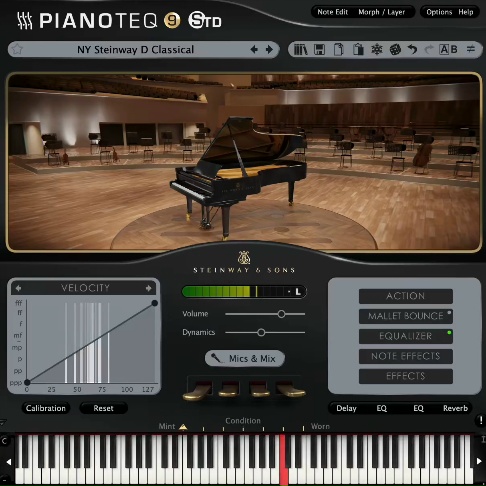 PIANOTEQ 9 STD
Note Edit Morph / Layer Options Help
NY Steinway D Classical
A B
STEINWAY & SONS
VELOCITY
fff
ff
f
mf
mp
p
pp
ppp
0 25 50 75 100 127
L
Volume
Dynamics
Mics & Mix
ACTION
MALLET BOUNCE
EQUALIZER
NOTE EFFECTS
EFFECTS
Calibration Reset
Delay EQ EQ Reverb
Condition
Mint Worn
!
C